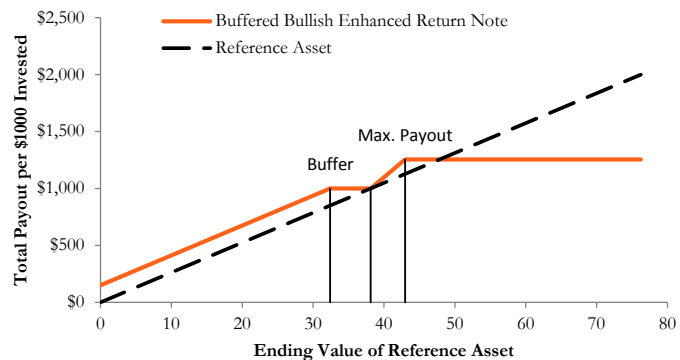 $2,500
Buffered Bullish Enhanced Return Note
Reference Asset
$2,000
$1,500
Max. Payout
Buffer
$1,000
$500
$0
Total Payout per $1000 Invested
0 10 20 30 40 50 60 70 80
Ending Value of Reference Asset